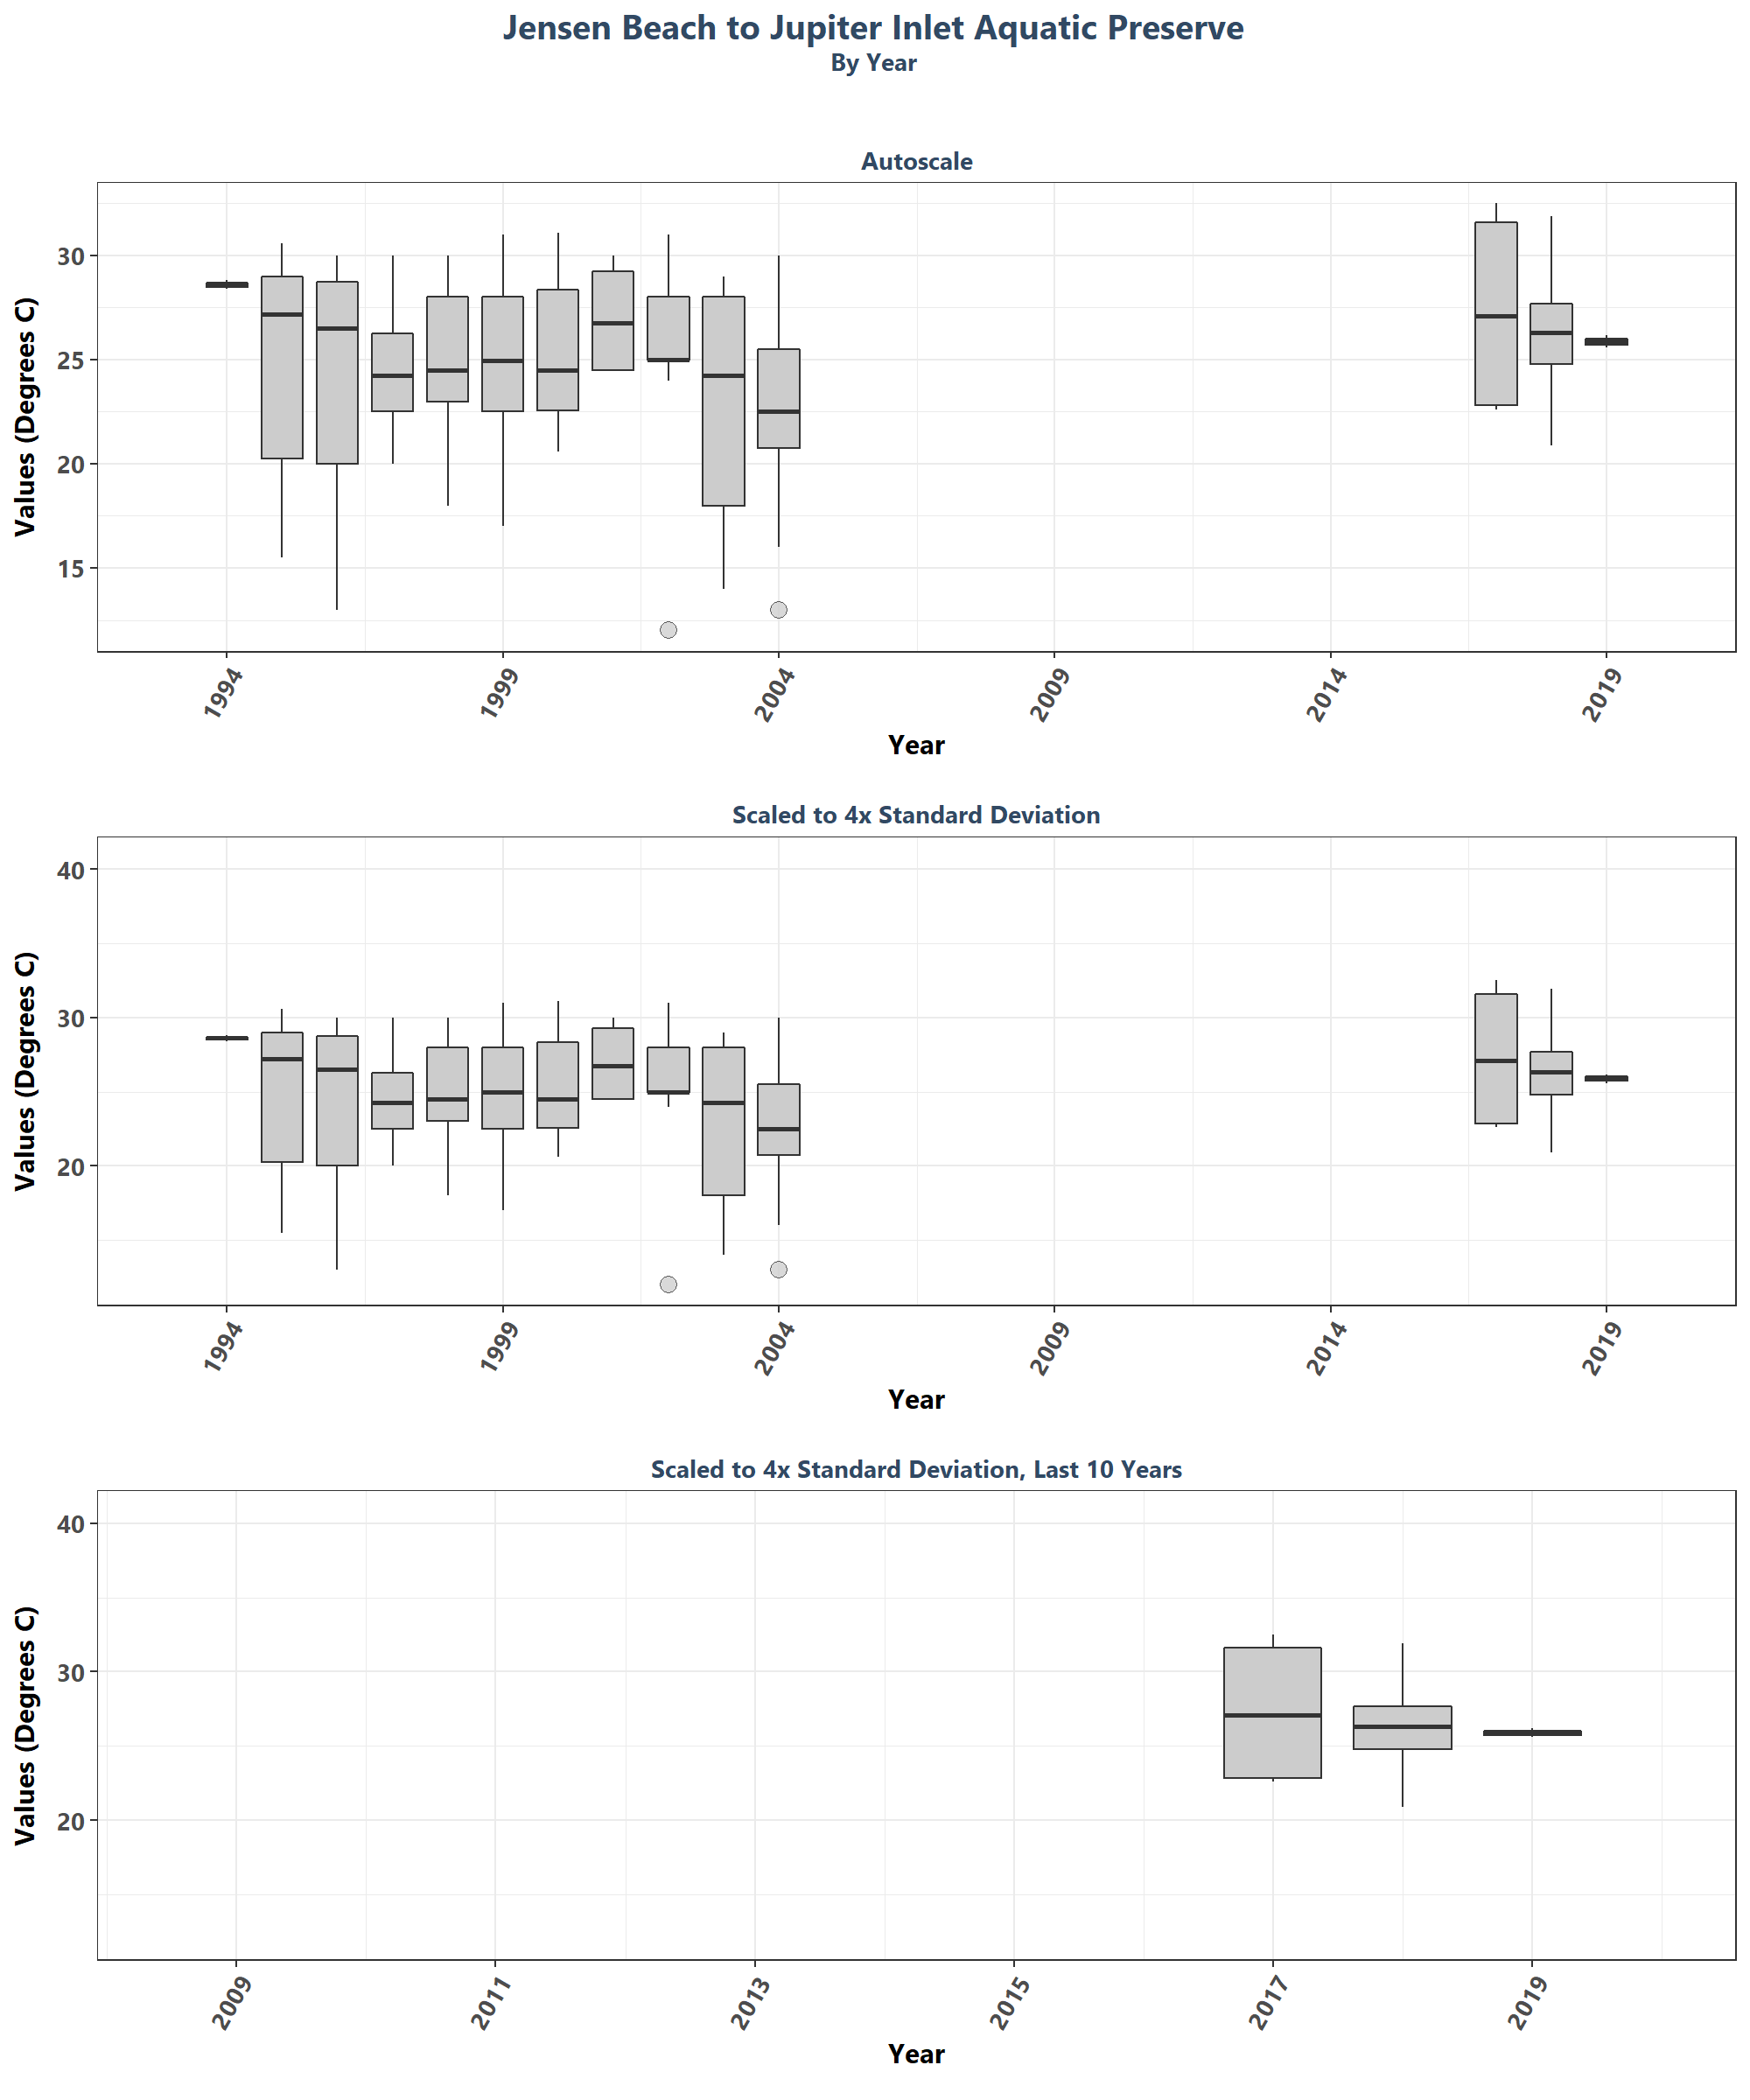 Jensen Beach to Jupiter Inlet Aquatic Preserve
By Year
Autoscale
Values (Degrees C)
30
25
20
15
1994 1999 2004 2009 2014 2019
Year
Scaled to 4x Standard Deviation
Values (Degrees C)
40
30
20
1994 1999 2004 2009 2014 2019
Year
Scaled to 4x Standard Deviation, Last 10 Years
Values (Degrees C)
40
30
20
2009 2011 2013 2015 2017 2019
Year